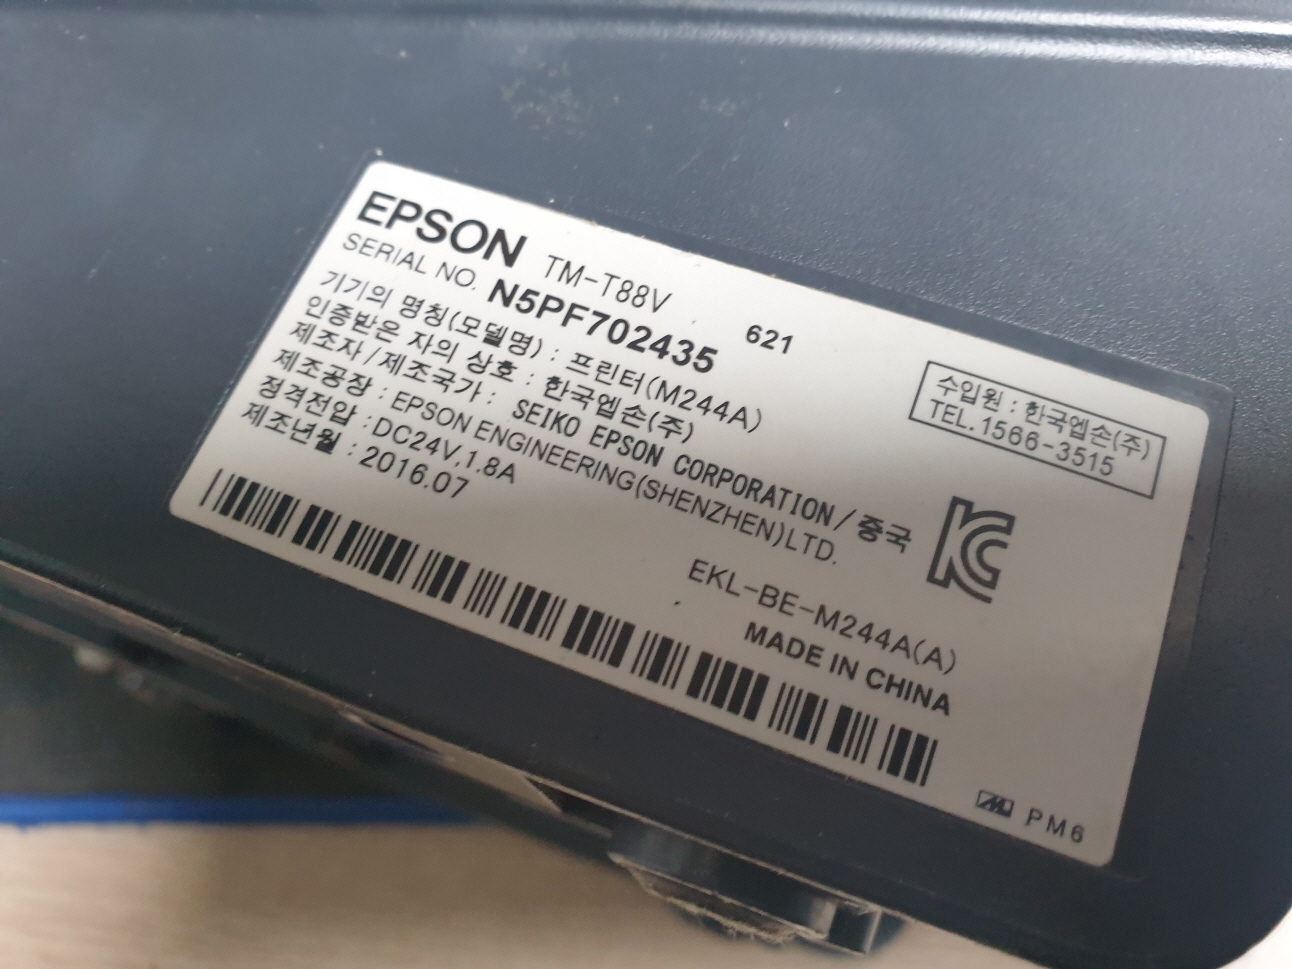 EPSON TM-T88V 621
SERIAL NO. N5PF702435
기기의 명칭(모델명) : 프린터(M244A)
인증받은 자의 상호 : 한국엡손(주)
제조자/제조국가 : SEIKO EPSON CORPORATION/중국
제조공장 : EPSON ENGINEERING(SHENZHEN)LTD.
정격전압 : DC24V,1.8A
제조년월 : 2016.07
수입원 : 한국엡손(주)
TEL.1566-3515
EKL-BE-M244A(A)
MADE IN CHINA
PM6